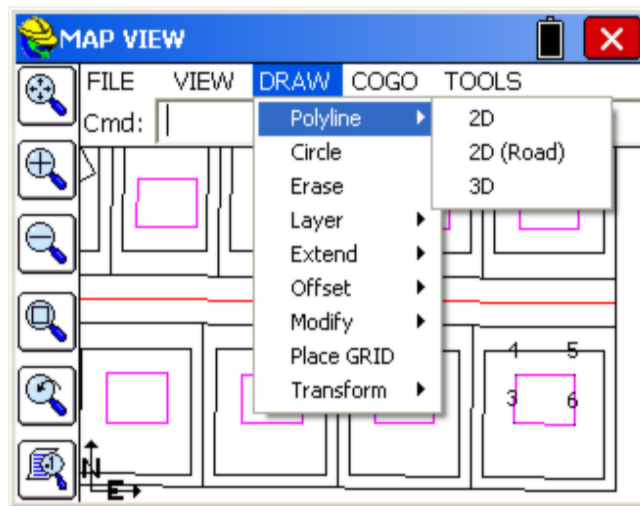 MAP VIEW
FILE VIEW DRAW COGO TOOLS
Cmd:
Polyline
Circle
Erase
Layer
Extend
Offset
Modify
Place GRID
Transform
2D
2D (Road)
3D
4 5
3 6
N
E